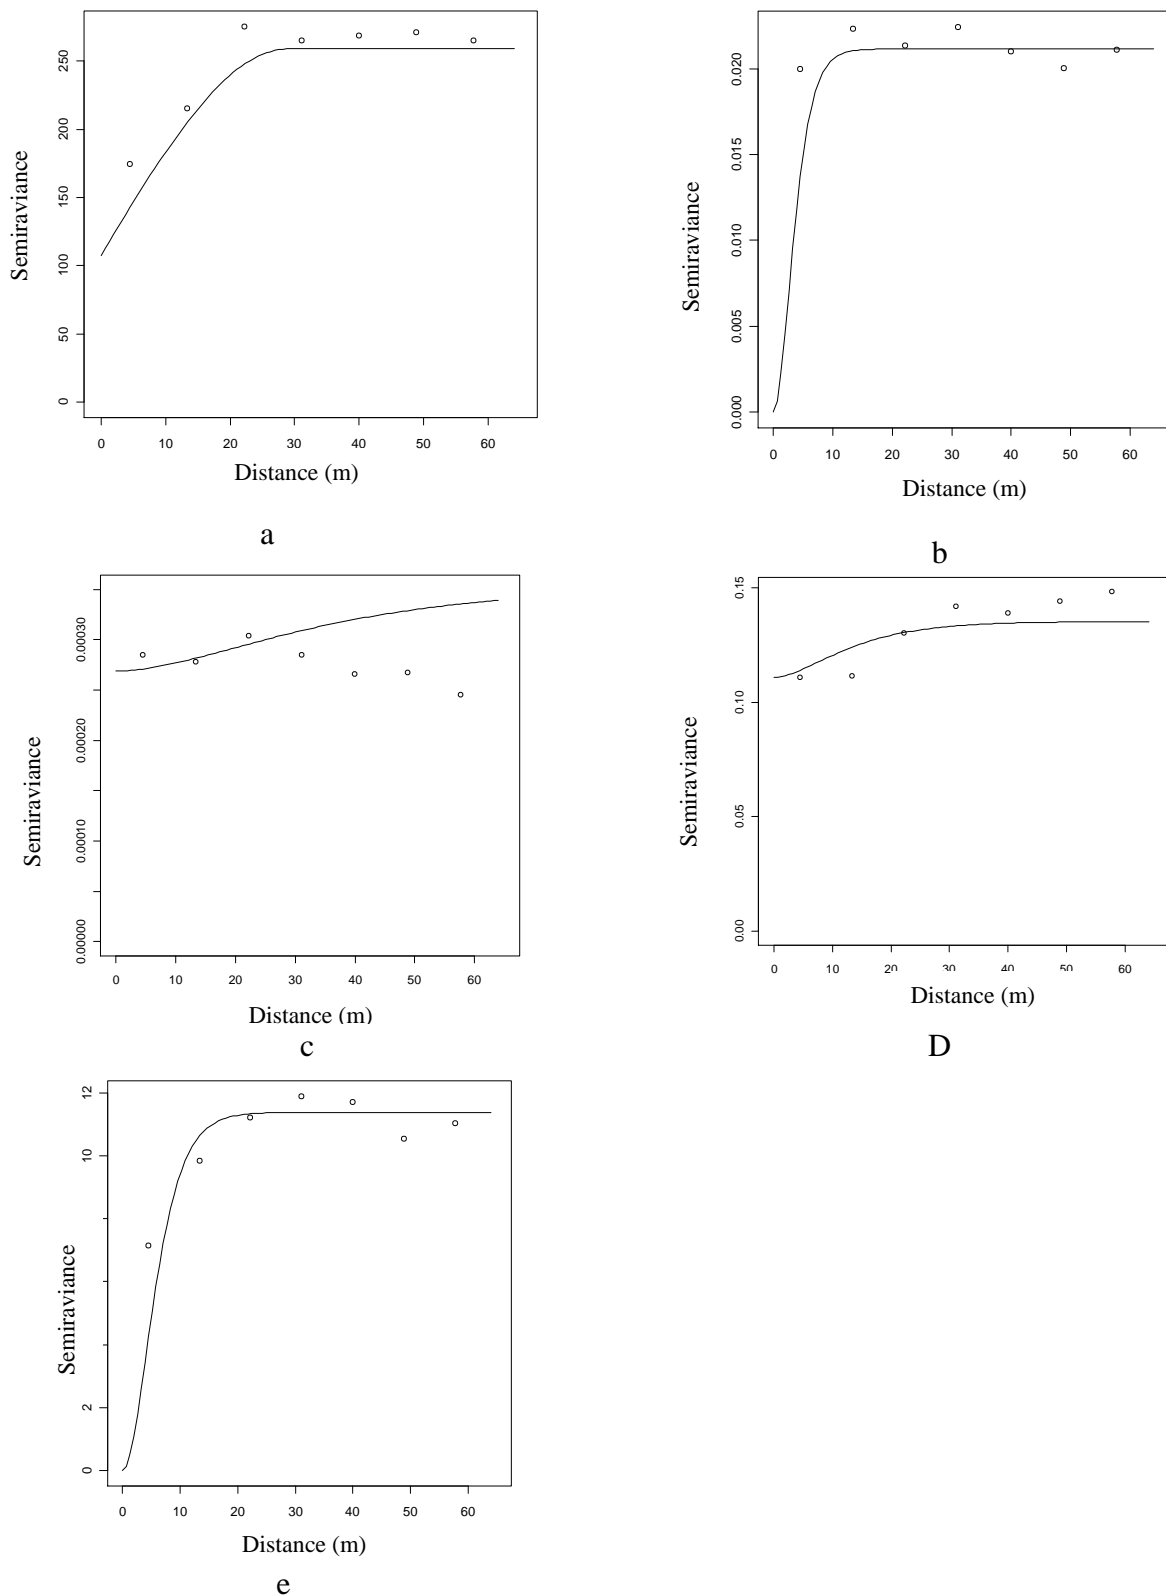 Semiraviance
0
50
100
150
200
250
0 10 20 30 40 50 60
Distance (m)
a
Semiraviance
0.000
0.005
0.010
0.015
0.020
0 10 20 30 40 50 60
Distance (m)
b
Semiraviance
0.00000
0.00010
0.00020
0.00030
0 10 20 30 40 50 60
Distance (m)
c
Semiraviance
0.00
0.05
0.10
0.15
0 10 20 30 40 50 60
Distance (m)
D
Semiraviance
0
2
10
12
0 10 20 30 40 50 60
Distance (m)
e